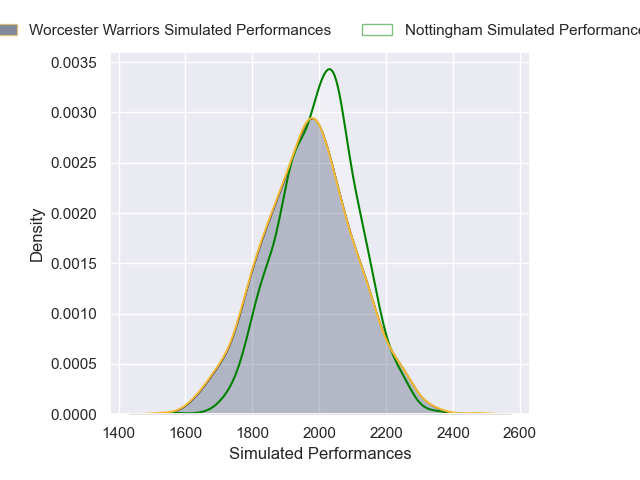 Worcester Warriors Simulated Performances
Nottingham Simulated Performance
0.0035
0.0030
0.0025
0.0020
0.0015
0.0010
0.0005
0.0000
Density
1400 1600 1800 2000 2200 2400 2600
Simulated Performances